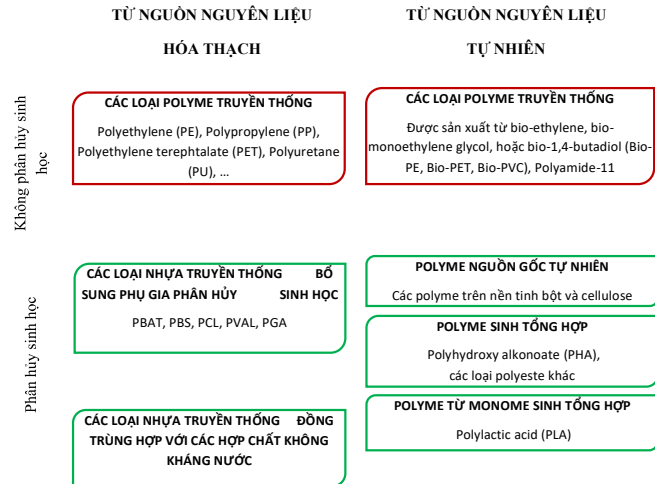 TỪ NGUỒN NGUYÊN LIỆU
HÓA THẠCH
TỪ NGUỒN NGUYÊN LIỆU
TỰ NHIÊN
Không phân hủy sinh
học
CÁC LOẠI POLYME TRUYỀN THỐNG
Polyethylene (PE), Polypropylene (PP),
Polyethylene terephtalate (PET), Polyuretane
(PU), ...
CÁC LOẠI POLYME TRUYỀN THỐNG
Được sản xuất từ bio-ethylene, bio-
monoethylene glycol, hoặc bio-1,4-butadiol (Bio-
PE, Bio-PET, Bio-PVC), Polyamide-11
Phân hủy sinh học
CÁC LOẠI NHỰA TRUYỀN THỐNG BỔ
SUNG PHỤ GIA PHÂN HỦY SINH HỌC
PBAT, PBS, PCL, PVAL, PGA
CÁC LOẠI NHỰA TRUYỀN THỐNG ĐỒNG
TRÙNG HỢP VỚI CÁC HỢP CHẤT KHÔNG
KHÁNG NƯỚC
POLYME NGUỒN GỐC TỰ NHIÊN
Các polyme trên nền tinh bột và cellulose
POLYME SINH TỔNG HỢP
Polyhydroxy alkonoate (PHA),
các loại polyeste khác
POLYME TỪ MONOME SINH TỔNG HỢP
Polylactic acid (PLA)